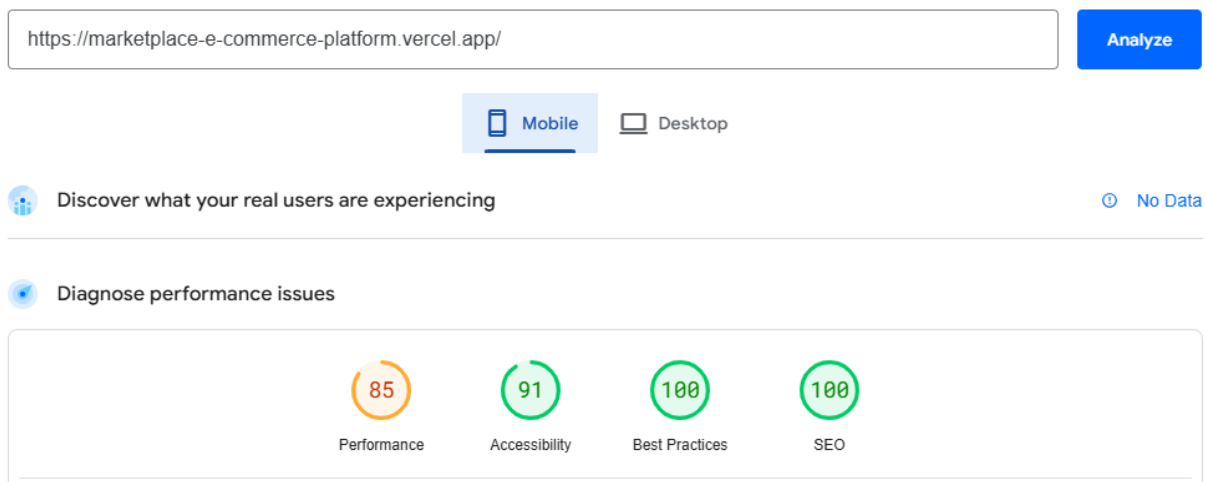 https://marketplace-e-commerce-platform.vercel.app/
Analyze
Mobile
Desktop
Discover what your real users are experiencing
No Data
Diagnose performance issues
85
91
100
100
Performance
Accessibility
Best Practices
SEO